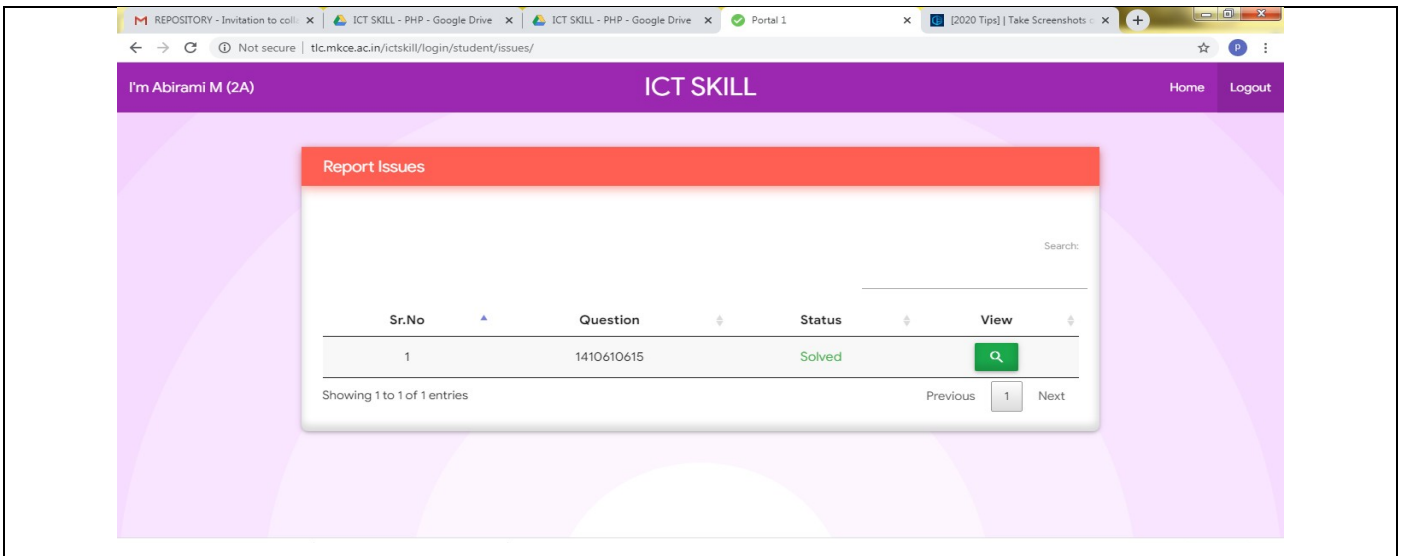 REPOSITORY - Invitation to coll
ICT SKILL - PHP - Google Drive
ICT SKILL - PHP - Google Drive
Portal 1
[2020 Tips] | Take Screenshots o
Not secure | tlc.mkce.ac.in/ictskill/login/student/issues/
P
I'm Abirami M (2A) ICT SKILL Home Logout
Report Issues
Search:
Sr.No Question Status View
1 1410610615 Solved
Showing 1 to 1 of 1 entries Previous 1 Next